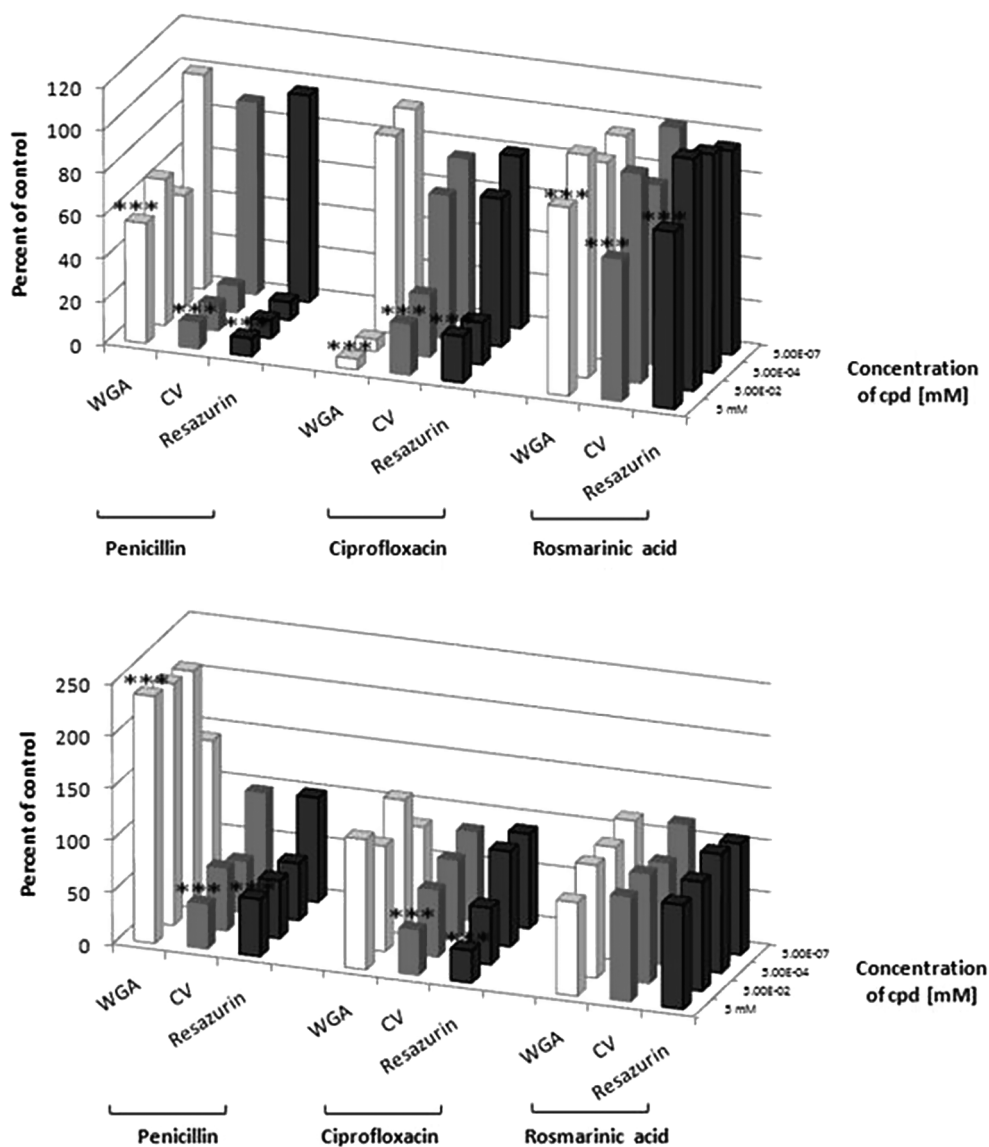 120
100
80
60
40
20
0
Percent of control
***
***
***
***
***
**
***
***
***
WGA
CV
Resazurin
WGA
CV
Resazurin
WGA
CV
Resazurin
5.00E-07
5.00E-04
5.00E-02
5 mM
Concentration
of cpd [mM]
Penicillin
Ciprofloxacin
Rosmarinic acid
250
200
150
100
50
0
Percent of control
***
***
***
***
***
WGA
CV
Resazurin
WGA
CV
Resazurin
WGA
CV
Resazurin
5.00E-07
5.00E-04
5.00E-02
5 mM
Concentration
of cpd [mM]
Penicillin
Ciprofloxacin
Rosmarinic acid